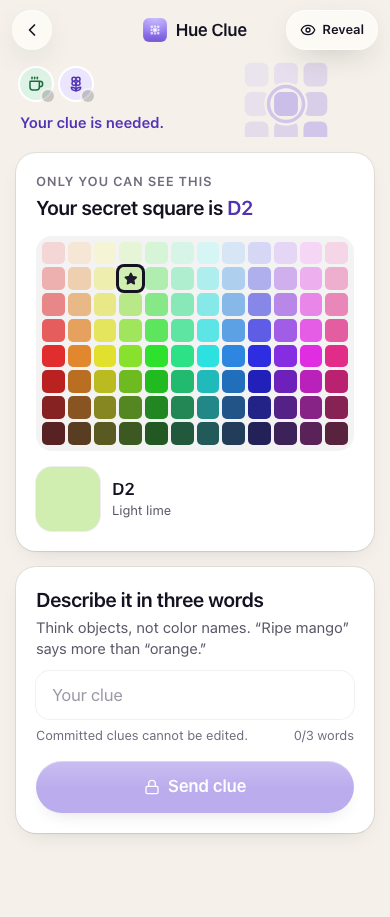 Hue Clue
Reveal
Your clue is needed.
ONLY YOU CAN SEE THIS
Your secret square is D2
D2
Light lime
Describe it in three words
Think objects, not color names. “Ripe mango”
says more than “orange.”
Your clue
Committed clues cannot be edited.
0/3 words
Send clue